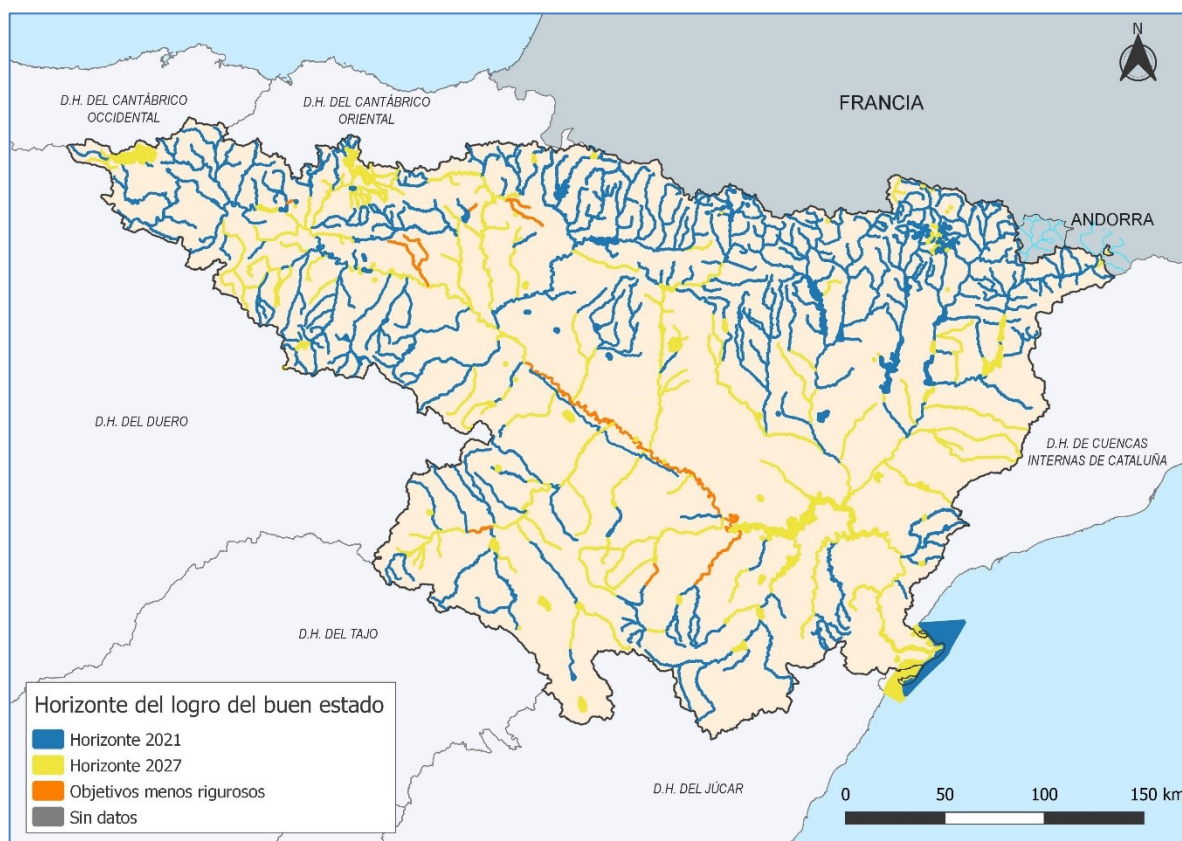 N
D.H. DEL CANTÁBRICO
OCCIDENTAL
D.H. DEL CANTÁBRICO
ORIENTAL
FRANCIA
ANDORRA
D.H. DEL DUERO
D.H. DE CUENCAS
INTERNAS DE CATALUÑA
D.H. DEL TAJO
D.H. DEL JÚCAR
Horizonte del logro del buen estado
Horizonte 2021
Horizonte 2027
Objetivos menos rigurosos
Sin datos
0 50 100 150 km